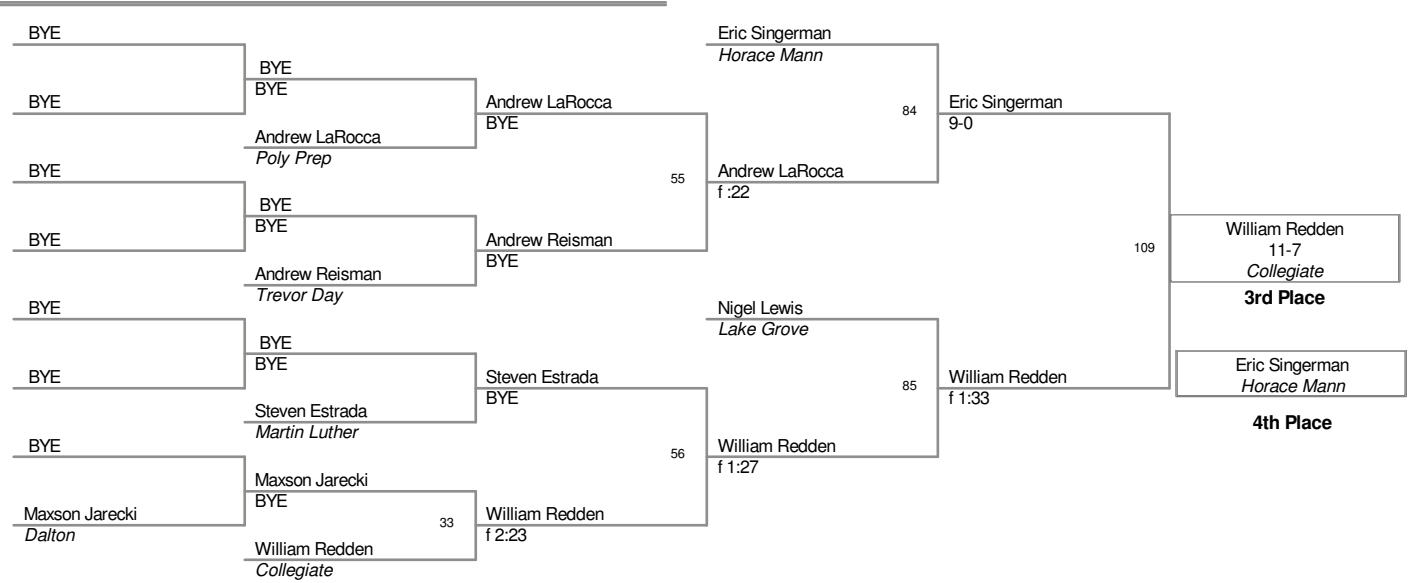 BYE
BYE
BYE
BYE
Andrew LaRocca
Poly Prep
Andrew LaRocca
BYE
BYE
BYE
BYE
BYE
Andrew Reisman
Trevor Day
Andrew Reisman
BYE
55
Andrew LaRocca
f :22
Eric Singerman
Horace Mann
84
Eric Singerman
9-0
BYE
BYE
BYE
BYE
Steven Estrada
Martin Luther
Steven Estrada
BYE
BYE
Maxson Jarecki
Dalton
Maxson Jarecki
BYE
33
William Redden
Collegiate
William Redden
f 2:23
56
William Redden
f 1:27
Nigel Lewis
Lake Grove
85
William Redden
f 1:33
109
William Redden
11-7
Collegiate
3rd Place
Eric Singerman
Horace Mann
4th Place